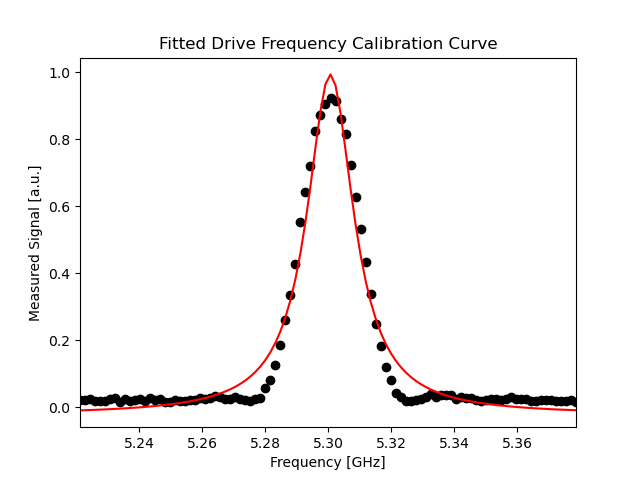 Fitted Drive Frequency Calibration Curve
Measured Signal [a.u.]
1.0
0.8
0.6
0.4
0.2
0.0
5.24 5.26 5.28 5.30 5.32 5.34 5.36
Frequency [GHz]